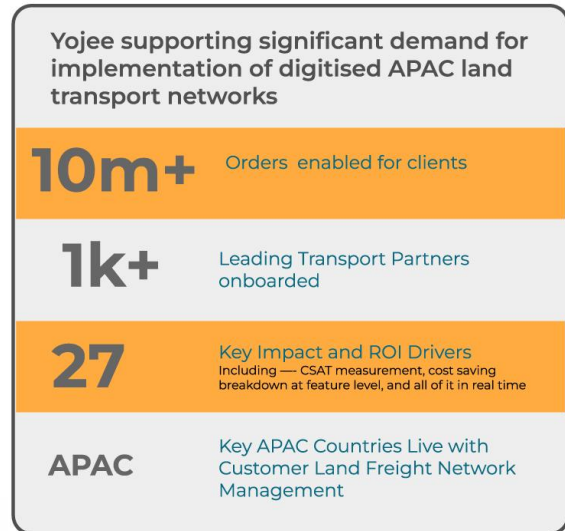 Yojee supporting significant demand for
implementation of digitised APAC land
transport networks
10m+
Orders enabled for clients
1k+
Leading Transport Partners
onboarded
27
Key Impact and ROI Drivers
Including –– CSAT measurement, cost saving
breakdown at feature level, and all of it in real time
APAC
Key APAC Countries Live with
Customer Land Freight Network
Management